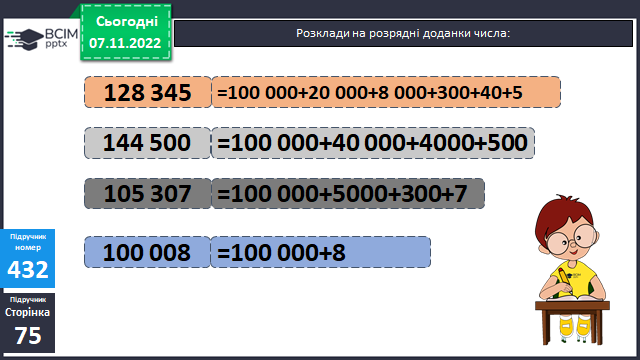 BCIM
pptx
Сьогодні
07.11.2022
Розклади на розрядні доданки числа:
128 345 =100 000+20 000+8 000+300+40+5
144 500 =100 000+40 000+4000+500
105 307 =100 000+5000+300+7
100 008 =100 000+8
Підручник
номер
432
Підручник
Сторінка
75